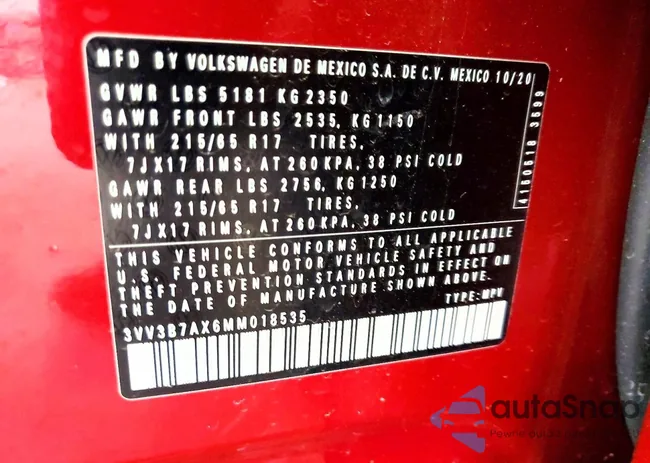 MFD BY VOLKSWAGEN DE MEXICO S.A. DE C.V. MEXICO 10/20
GVWR LBS 5181 KG 2350
GAWR FRONT LBS 2535, KG 1150
WITH 215/65 R17 TIRES,
7JX17 RIMS, AT 260 KPA, 38 PSI COLD
GAWR REAR LBS 2756, KG 1250
WITH 215/65 R17 TIRES,
7JX17 RIMS, AT 260 KPA, 38 PSI COLD
4150518 3599
THIS VEHICLE CONFORMS TO ALL APPLICABLE
U.S. FEDERAL MOTOR VEHICLE SAFETY AND
THEFT PREVENTION STANDARDS IN EFFECT ON
THE DATE OF MANUFACTURE SHOWN ABOVE.
TYPE: MPV
3VV3B7AX6MM018535
autaSnap